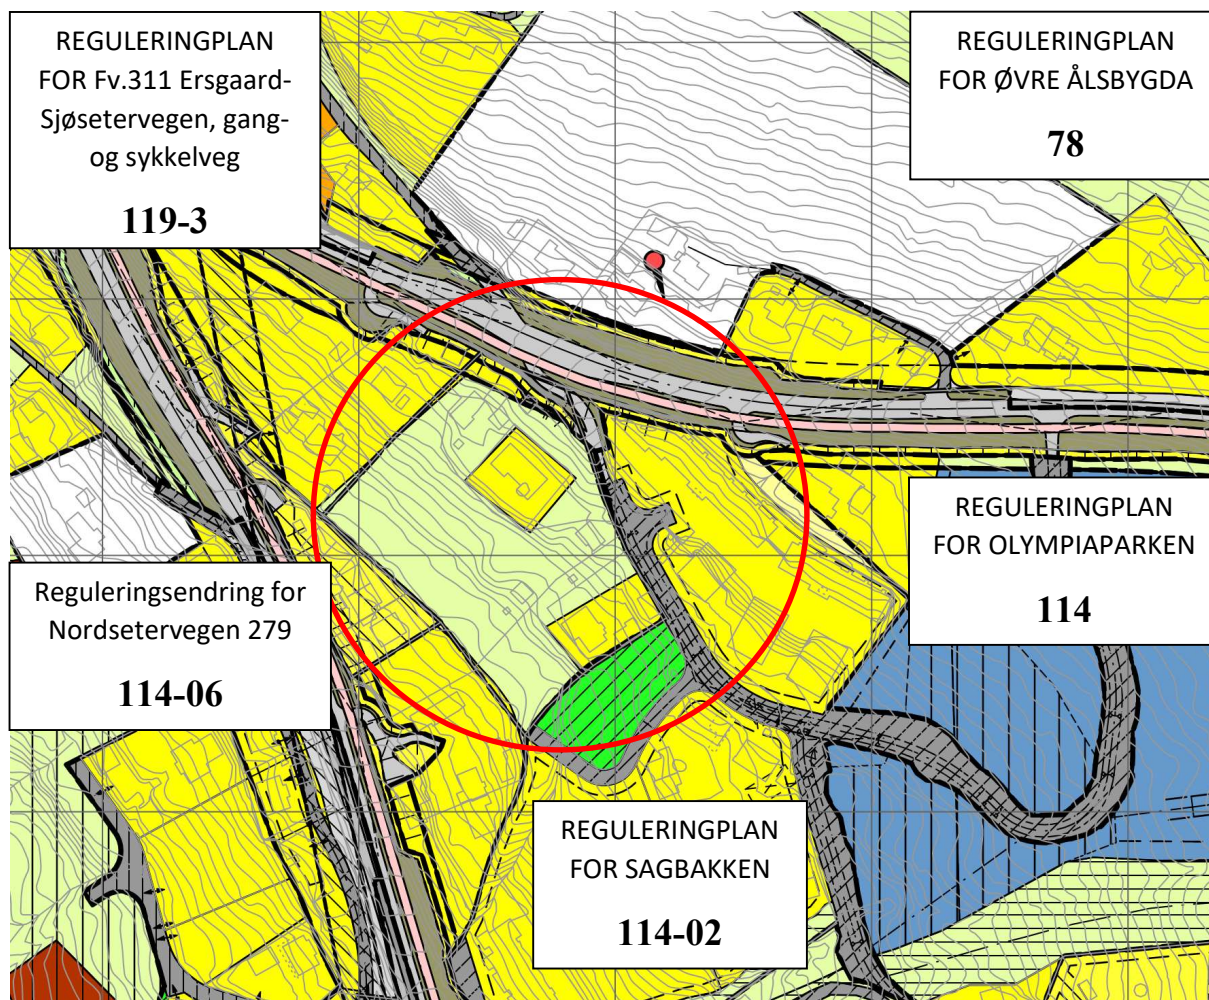 REGULERINGPLAN
FOR Fv.311 Ersgaard-
Sjøsetervegen, gang-
og sykkelveg
119-3
REGULERINGPLAN
FOR ØVRE ÅLSBYGDA
78
REGULERINGPLAN
FOR OLYMPIAPARKEN
114
Reguleringsendring for
Nordsetervegen 279
114-06
REGULERINGPLAN
FOR SAGBAKKEN
114-02